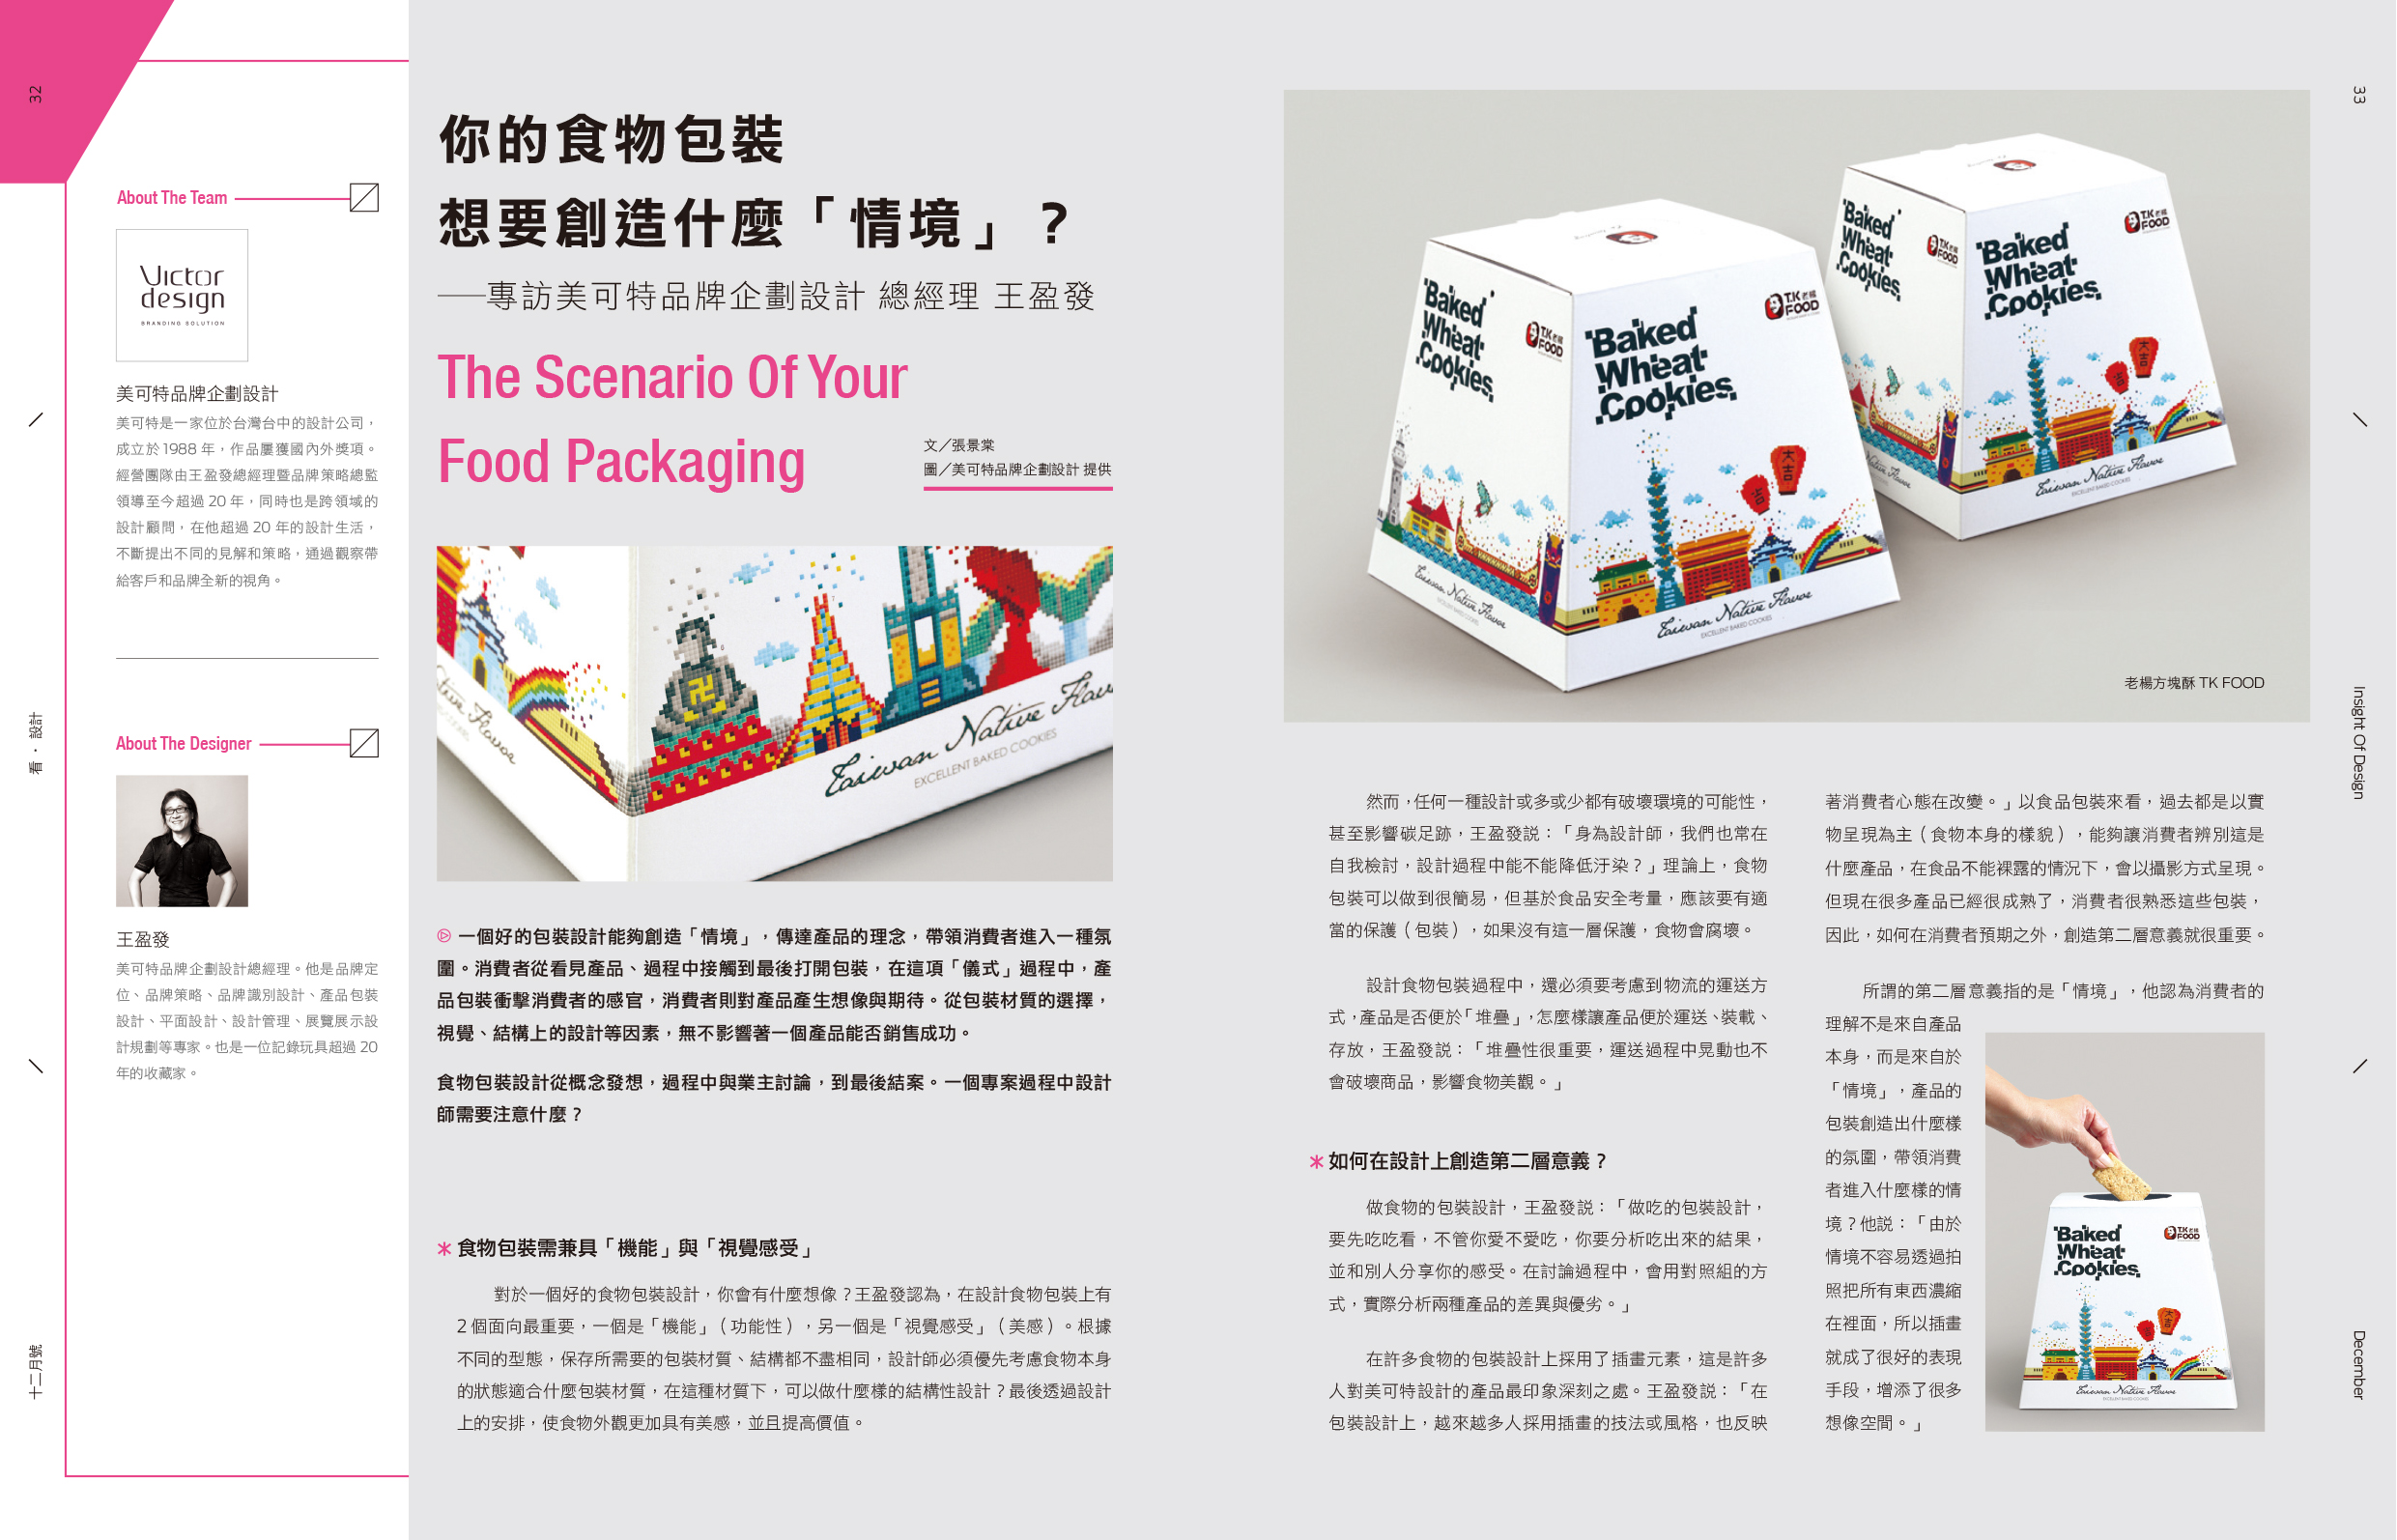 32
看・設計
十二月號
About The Team
Victor
design
BRANDING SOLUTION
美可特品牌企劃設計
美可特是一家位於台灣台中的設計公司，
成立於 1988 年，作品屢獲國內外獎項。
經營團隊由王盈發總經理暨品牌策略總監
領導至今超過 20 年，同時也是跨領域的
設計顧問，在他超過 20 年的設計生活，
不斷提出不同的見解和策略，通過觀察帶
給客戶和品牌全新的視角。
About The Designer
王盈發
美可特品牌企劃設計總經理。他是品牌定
位、品牌策略、品牌識別設計、產品包裝
設計、平面設計、設計管理、展覽展示設
計規劃等專家。也是一位記錄玩具超過 20
年的收藏家。
你的食物包裝
想要創造什麼「情境」？
──專訪美可特品牌企劃設計 總經理 王盈發
The Scenario Of Your
Food Packaging
文／張景棠
圖／美可特品牌企劃設計 提供
Taiwan Native Flavor
EXCELLENT BAKED COOKIES
一個好的包裝設計能夠創造「情境」，傳達產品的理念，帶領消費者進入一種氛
圍。消費者從看見產品、過程中接觸到最後打開包裝，在這項「儀式」過程中，產
品包裝衝擊消費者的感官，消費者則對產品產生想像與期待。從包裝材質的選擇，
視覺、結構上的設計等因素，無不影響著一個產品能否銷售成功。
食物包裝設計從概念發想，過程中與業主討論，到最後結案。一個專案過程中設計
師需要注意什麼？
＊食物包裝需兼具「機能」與「視覺感受」
對於一個好的食物包裝設計，你會有什麼想像？王盈發認為，在設計食物包裝上有
2 個面向最重要，一個是「機能」（功能性），另一個是「視覺感受」（美感）。根據
不同的型態，保存所需要的包裝材質、結構都不盡相同，設計師必須優先考慮食物本身
的狀態適合什麼包裝材質，在這種材質下，可以做什麼樣的結構性設計？最後透過設計
上的安排，使食物外觀更加具有美感，並且提高價值。
Baked
Wheat
Cookies
T.K 老楊
FOOD
大吉
吉
Taiwan Native Flavor
EXCELLENT BAKED COOKIES
Baked
Wheat
Cookies
T.K 老楊
FOOD
Baked
Wheat
Cookies
T.K 老楊
FOOD
Baked
Wheat
Cookies
T.K 老楊
FOOD
大吉
吉
Taiwan Native Flavor
EXCELLENT BAKED COOKIES
老楊方塊酥 TK FOOD
然而，任何一種設計或多或少都有破壞環境的可能性，
甚至影響碳足跡，王盈發說：「身為設計師，我們也常在
自我檢討，設計過程中能不能降低汙染？」理論上，食物
包裝可以做到很簡易，但基於食品安全考量，應該要有適
當的保護（包裝），如果沒有這一層保護，食物會腐壞。
設計食物包裝過程中，還必須要考慮到物流的運送方
式，產品是否便於「堆疊」，怎麼樣讓產品便於運送、裝載、
存放，王盈發說：「堆疊性很重要，運送過程中晃動也不
會破壞商品，影響食物美觀。」
＊如何在設計上創造第二層意義？
做食物的包裝設計，王盈發說：「做吃的包裝設計，
要先吃吃看，不管你愛不愛吃，你要分析吃出來的結果，
並和別人分享你的感受。在討論過程中，會用對照組的方
式，實際分析兩種產品的差異與優劣。」
在許多食物的包裝設計上採用了插畫元素，這是許多
人對美可特設計的產品最印象深刻之處。王盈發說：「在
包裝設計上，越來越多人採用插畫的技法或風格，也反映
著消費者心態在改變。」以食品包裝來看，過去都是以實
物呈現為主（食物本身的樣貌），能夠讓消費者辨別這是
什麼產品，在食品不能裸露的情況下，會以攝影方式呈現。
但現在很多產品已經很成熟了，消費者很熟悉這些包裝，
因此，如何在消費者預期之外，創造第二層意義就很重要。
所謂的第二層意義指的是「情境」，他認為消費者的
理解不是來自產品
本身，而是來自於
「情境」，產品的
包裝創造出什麼樣
的氛圍，帶領消費
者進入什麼樣的情
境？他說：「由於
情境不容易透過拍
照把所有東西濃縮
在裡面，所以插畫
就成了很好的表現
手段，增添了很多
想像空間。」
Baked
Wheat
Cookies
T.K 老楊
FOOD
Taiwan Native Flavor
EXCELLENT BAKED COOKIES
33
Insight Of Design
December